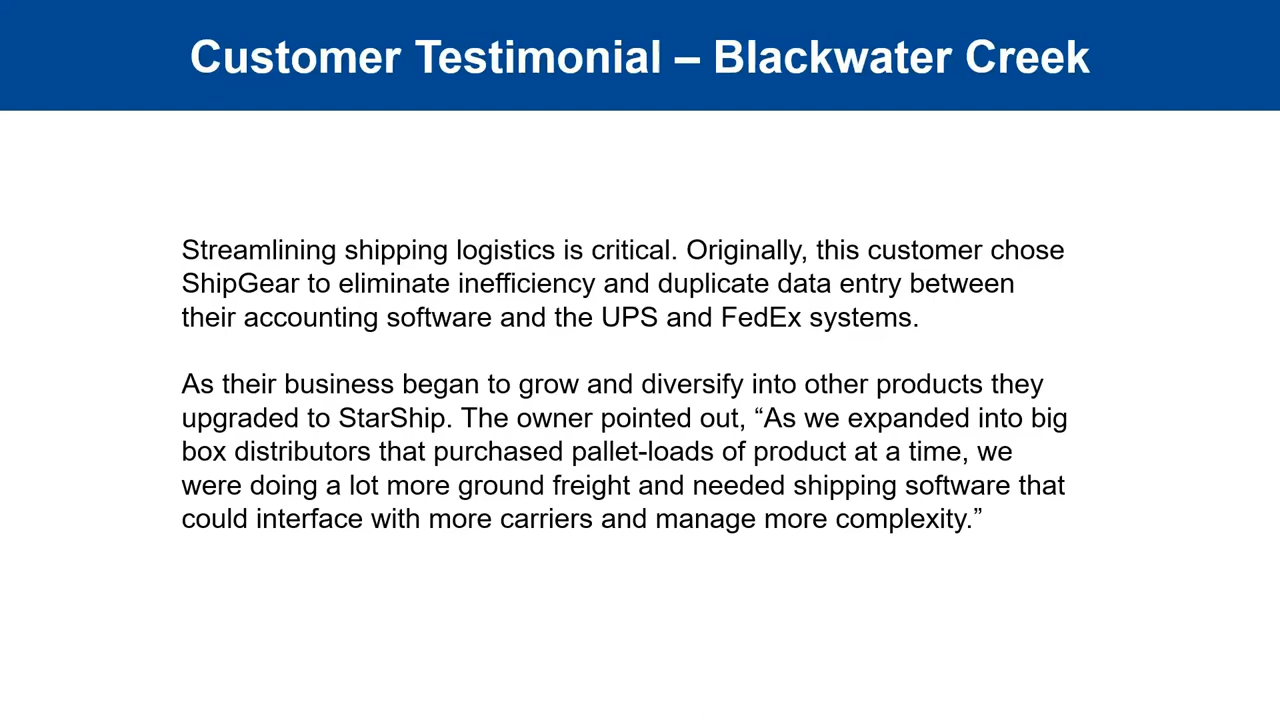 Customer Testimonial – Blackwater Creek
Streamlining shipping logistics is critical. Originally, this customer chose
ShipGear to eliminate inefficiency and duplicate data entry between
their accounting software and the UPS and FedEx systems.
As their business began to grow and diversify into other products they
upgraded to StarShip. The owner pointed out, “As we expanded into big
box distributors that purchased pallet-loads of product at a time, we
were doing a lot more ground freight and needed shipping software that
could interface with more carriers and manage more complexity.”